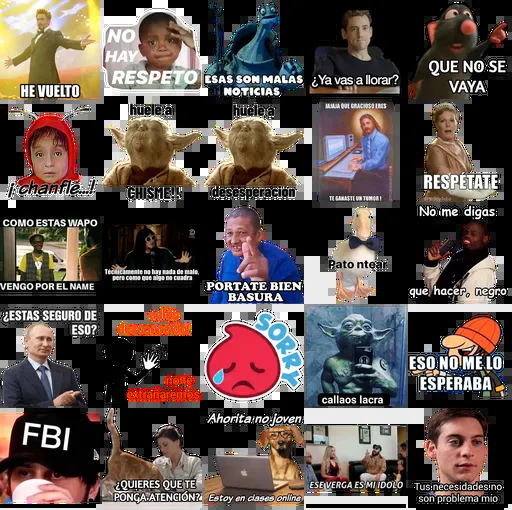 HE VUELTO
NO
HAY
RESPETO
ESAS SON MALAS
NOTICIAS
¿Ya vas a llorar?
QUE NO SE
VAYA
¡chanfle..!
huele a
CHISME !
huele a
desesperación
JAJAJA QUE GRACIOSO ERES
TE GANASTE UN TUMOR !
RESPÉTATE
COMO ESTAS WAPO
VENGO POR EL NAME
Técnicamente no hay nada de malo,
pero como que algo no cuadra
PORTATE BIEN
BASURA
Pato ntear
No me digas
que hacer, negro
¿ESTAS SEGURO DE
ESO?
extrañarentes
SORRY
callaos lacra
ESO NO ME LO
ESPERABA
FBI
¿QUIERES QUE TE
PONGA ATENCIÓN?
Ahorita no joven
Estoy en clases online
ESE VERGA ES MI IDOLO
Tus necesidades no
son problema mío